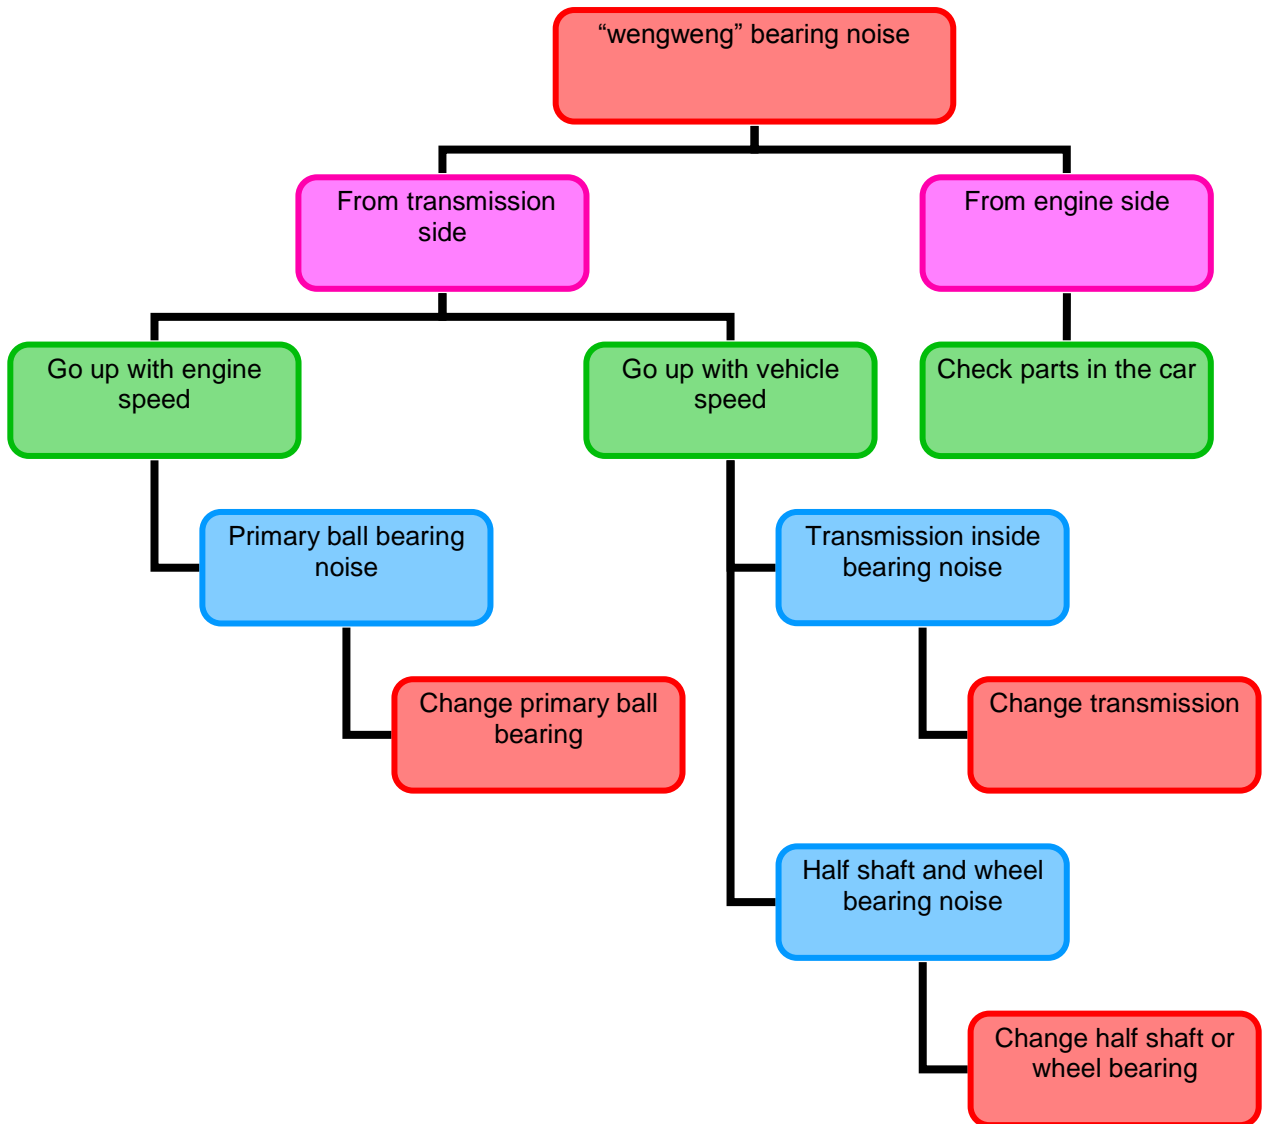 “wengweng” bearing noise
From transmission
side
From engine side
Go up with engine
speed
Go up with vehicle
speed
Check parts in the car
Primary ball bearing
noise
Transmission inside
bearing noise
Change primary ball
bearing
Change transmission
Half shaft and wheel
bearing noise
Change half shaft or
wheel bearing